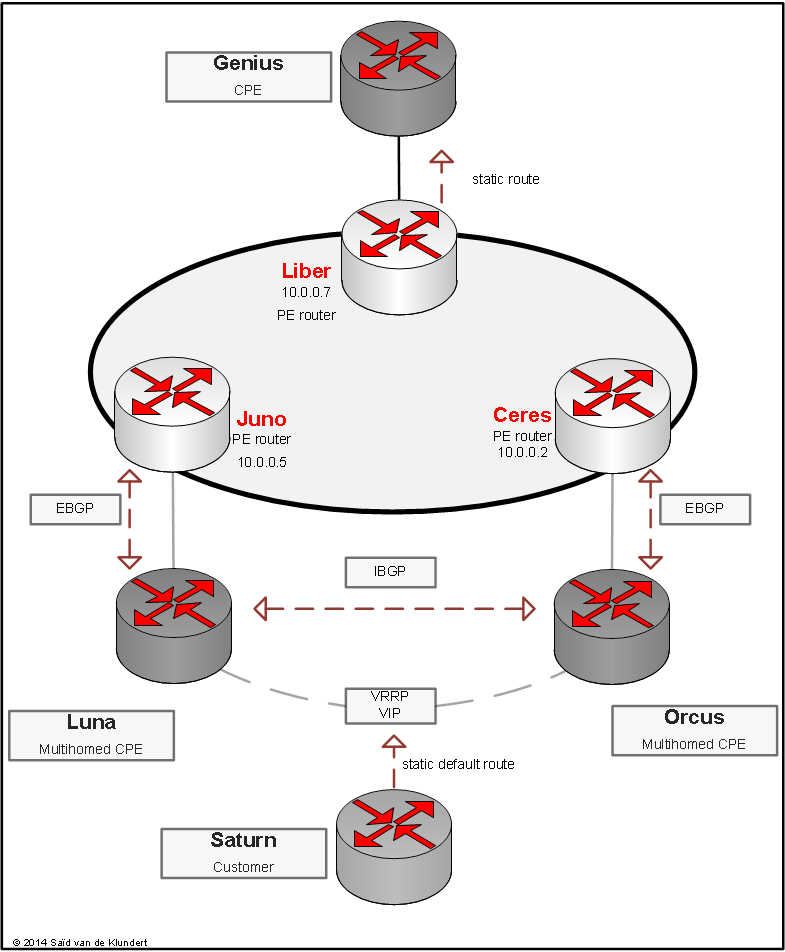 Genius
CPE
static route
Liber
10.0.0.7
PE router
Juno
PE router
10.0.0.5
Ceres
PE router
10.0.0.2
EBGP
EBGP
IBGP
VRRP
VIP
Luna
Multihomed CPE
Orcus
Multihomed CPE
static default route
Saturn
Customer
© 2014 Saïd van de Klundert